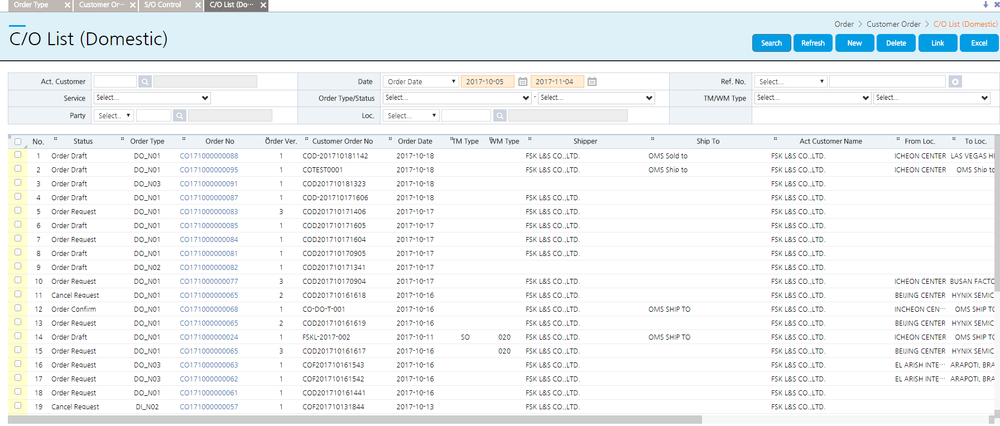 Order Type Customer Or··· S/O Control C/O List (Do···
Order > Customer Order > C/O List (Domestic)
C/O List (Domestic)
Search Refresh New Delete Link Excel
Act. Customer Date Order Date 2017-10-05 2017-11-04 Ref. No. Select...
Service Select... Order Type/Status Select... - Select... TM/WM Type Select... Select...
Party Select.. Loc. Select...
No. Status Order Type Order No Order Ver. Customer Order No Order Date TM Type WM Type Shipper Ship To Act Customer Name From Loc. To Loc.
1 Order Draft DO_N01 CO171000000088 1 COD-201710181142 2017-10-18 FSK L&S CO.,LTD. OMS Sold to FSK L&S CO.,LTD. ICHEON CENTER LAS VEGAS HI
2 Order Draft DO_N01 CO171000000095 1 COTEST0001 2017-10-18 FSK L&S CO.,LTD. OMS Ship to FSK L&S CO.,LTD. ICHEON CENTER OMS Ship to
3 Order Draft DO_N03 CO171000000091 1 COD201710181323 2017-10-18 FSK L&S CO.,LTD.
4 Order Draft DO_N01 CO171000000087 1 COD-201710171606 2017-10-18 FSK L&S CO.,LTD. FSK L&S CO.,LTD.
5 Order Request DO_N01 CO171000000083 3 COD201710171406 2017-10-17 FSK L&S CO.,LTD. FSK L&S CO.,LTD.
6 Order Draft DO_N01 CO171000000085 1 COD201710171605 2017-10-17 FSK L&S CO.,LTD. FSK L&S CO.,LTD.
7 Order Request DO_N01 CO171000000084 1 COD201710171604 2017-10-17 FSK L&S CO.,LTD. FSK L&S CO.,LTD.
8 Order Draft DO_N01 CO171000000081 1 COD201710170905 2017-10-17 FSK L&S CO.,LTD. FSK L&S CO.,LTD.
9 Order Draft DO_N02 CO171000000082 1 COD201710171341 2017-10-17 FSK L&S CO.,LTD.
10 Order Request DO_N01 CO171000000077 3 COD201710170904 2017-10-17 FSK L&S CO.,LTD. FSK L&S CO.,LTD. ICHEON CENTER BUSAN FACTO
11 Cancel Request DO_N01 CO171000000065 2 COD201710161618 2017-10-16 FSK L&S CO.,LTD. FSK L&S CO.,LTD. BEIJING CENTER HYNIX SEMIC
12 Order Confirm DO_N01 CO171000000068 1 CO-DO-T-001 2017-10-16 FSK L&S CO.,LTD. OMS SHIP TO FSK L&S CO.,LTD. INCHEON CEN··· OMS SHIP TO
13 Order Request DO_N01 CO171000000065 2 COD201710161619 2017-10-16 FSK L&S CO.,LTD. FSK L&S CO.,LTD. BEIJING CENTER HYNIX SEMIC
14 Order Draft DO_N01 CO171000000024 1 FSKL-2017-002 2017-10-11 SO 020 FSK L&S CO.,LTD. OMS SHIP TO FSK L&S CO.,LTD. ICHEON CENTER OMS SHIP TO
15 Order Request DO_N01 CO171000000065 3 COD201710161617 2017-10-16 020 FSK L&S CO.,LTD. FSK L&S CO.,LTD. BEIJING CENTER HYNIX SEMIC
16 Order Request DO_N03 CO171000000063 1 COF201710161543 2017-10-16 FSK L&S CO.,LTD. FSK L&S CO.,LTD. EL ARISH INTE··· ARAPOTI, BRA
17 Order Request DO_N03 CO171000000062 1 COF201710161542 2017-10-16 FSK L&S CO.,LTD. FSK L&S CO.,LTD. EL ARISH INTE··· ARAPOTI, BRA
18 Order Request DO_N01 CO171000000061 1 COD201710161441 2017-10-16 FSK L&S CO.,LTD. FSK L&S CO.,LTD.
19 Cancel Request DI_N02 CO171000000057 1 COF201710131844 2017-10-13 FSK L&S CO.,LTD. FSK L&S CO.,LTD.